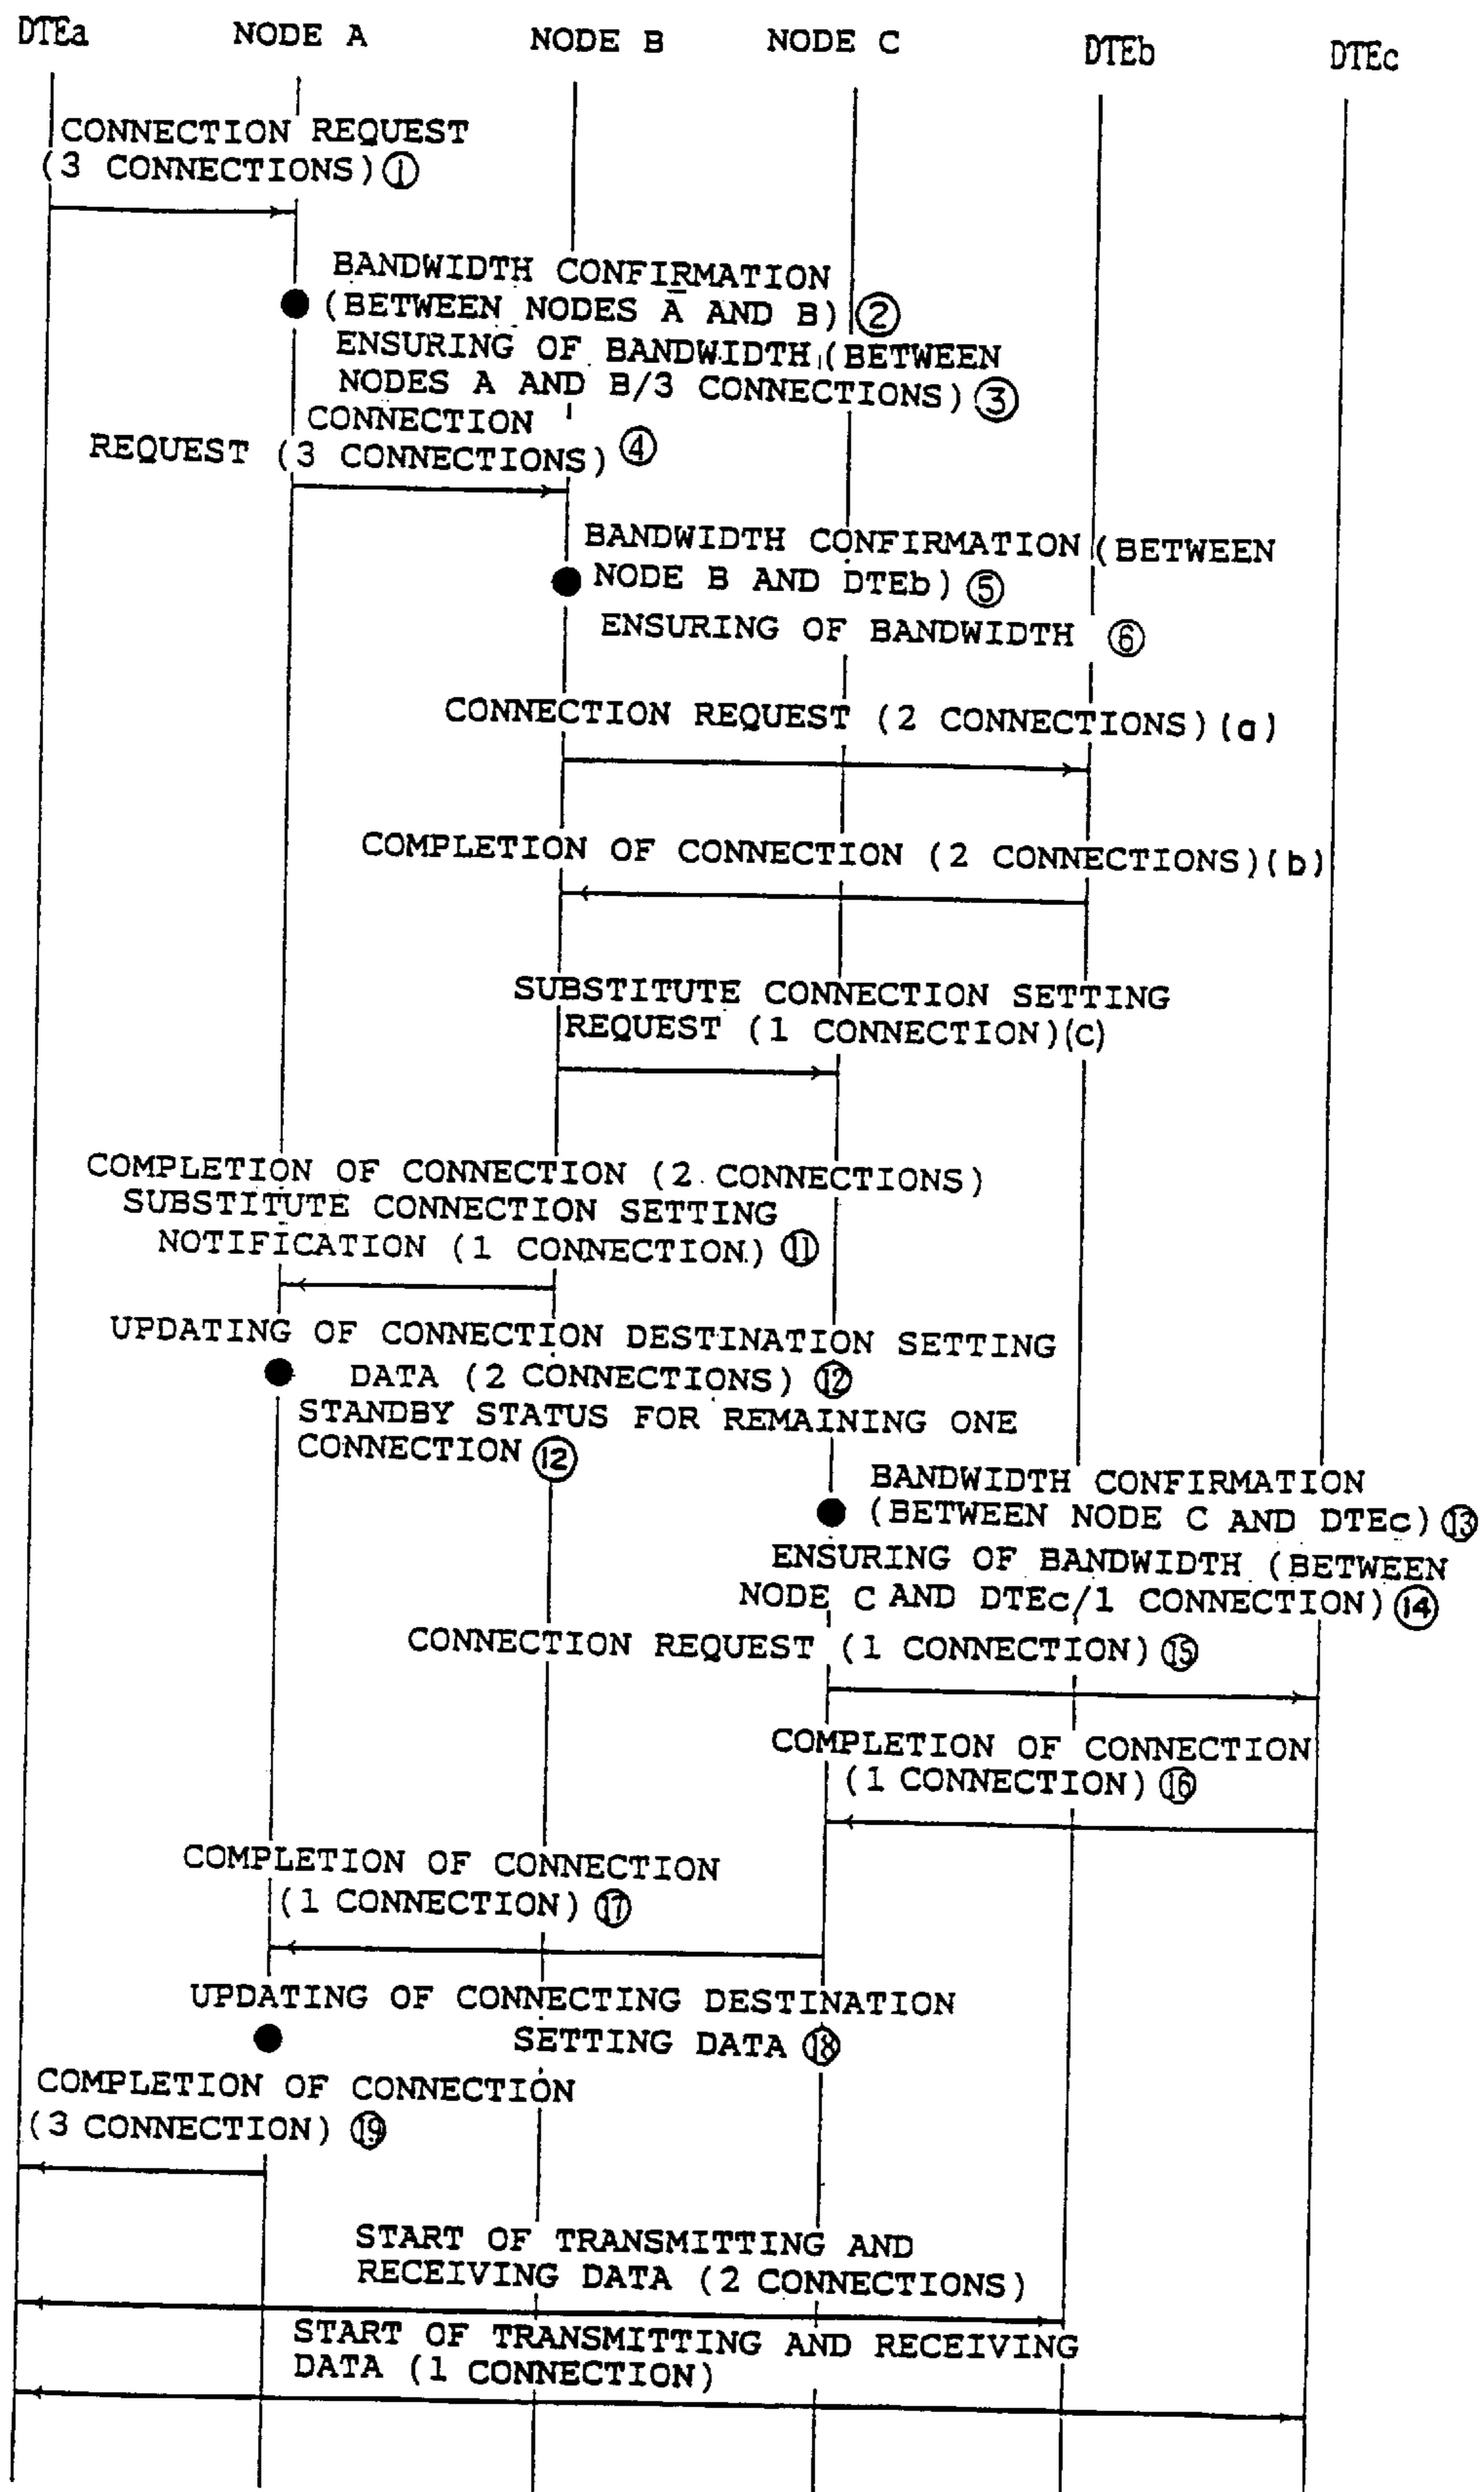 DTEa NODE A NODE B NODE C DTEb DTEc
CONNECTION REQUEST
(3 CONNECTIONS) ①
BANDWIDTH CONFIRMATION
(BETWEEN NODES A AND B) ②
ENSURING OF BANDWIDTH (BETWEEN
NODES A AND B/3 CONNECTIONS) ③
CONNECTION
REQUEST (3 CONNECTIONS) ④
BANDWIDTH CONFIRMATION (BETWEEN
NODE B AND DTEb) ⑤
ENSURING OF BANDWIDTH ⑥
CONNECTION REQUEST (2 CONNECTIONS) (a)
COMPLETION OF CONNECTION (2 CONNECTIONS) (b)
SUBSTITUTE CONNECTION SETTING
REQUEST (1 CONNECTION) (c)
COMPLETION OF CONNECTION (2 CONNECTIONS)
SUBSTITUTE CONNECTION SETTING
NOTIFICATION (1 CONNECTION) ⑪
UPDATING OF CONNECTION DESTINATION SETTING
DATA (2 CONNECTIONS) ⑫
STANDBY STATUS FOR REMAINING ONE
CONNECTION ⑫
BANDWIDTH CONFIRMATION
(BETWEEN NODE C AND DTEc) ⑬
ENSURING OF BANDWIDTH (BETWEEN
NODE C AND DTEc/1 CONNECTION) ⑭
CONNECTION REQUEST (1 CONNECTION) ⑮
COMPLETION OF CONNECTION
(1 CONNECTION) ⑯
COMPLETION OF CONNECTION
(1 CONNECTION) ⑰
UPDATING OF CONNECTING DESTINATION
SETTING DATA ⑱
COMPLETION OF CONNECTION
(3 CONNECTION) ⑲
START OF TRANSMITTING AND
RECEIVING DATA (2 CONNECTIONS)
START OF TRANSMITTING AND RECEIVING
DATA (1 CONNECTION)